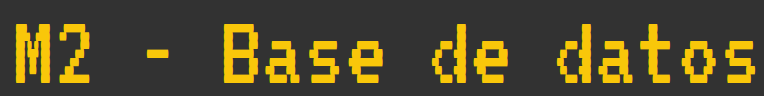 M2 - Base de datos